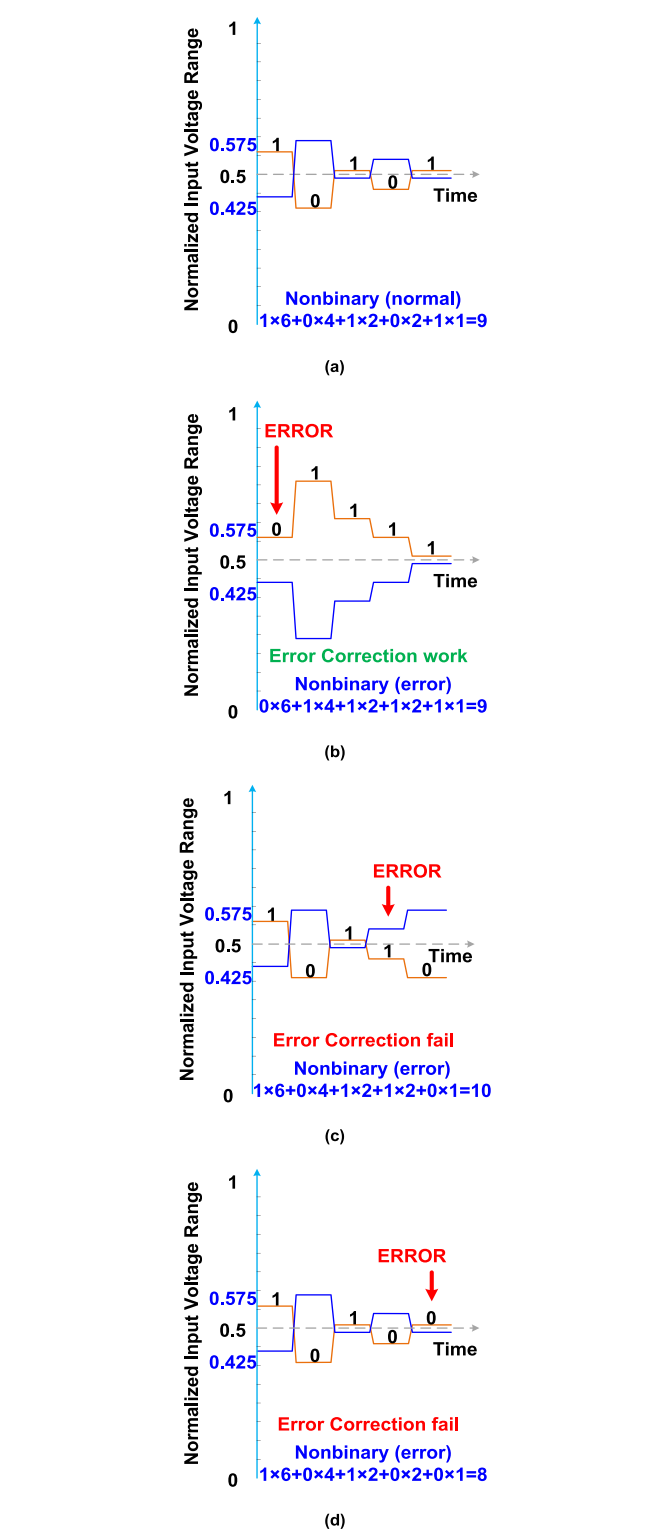 Normalized Input Voltage Range
1
0.575
1
1
1
0.5
0
Time
0.425
0
Nonbinary (normal)
1×6+0×4+1×2+0×2+1×1=9
0
(a)
Normalized Input Voltage Range
1
ERROR
1
0.575
0
1
1
1
0.5
Time
0.425
Error Correction work
Nonbinary (error)
0×6+1×4+1×2+1×2+1×1=9
0
(b)
Normalized Input Voltage Range
1
ERROR
0.575
1
1
0.5
1
Time
0.425
0
0
Error Correction fail
Nonbinary (error)
1×6+0×4+1×2+1×2+0×1=10
0
(c)
Normalized Input Voltage Range
1
ERROR
0.575
1
1
0
0.5
0
Time
0.425
0
Error Correction fail
Nonbinary (error)
1×6+0×4+1×2+0×2+0×1=8
0
(d)